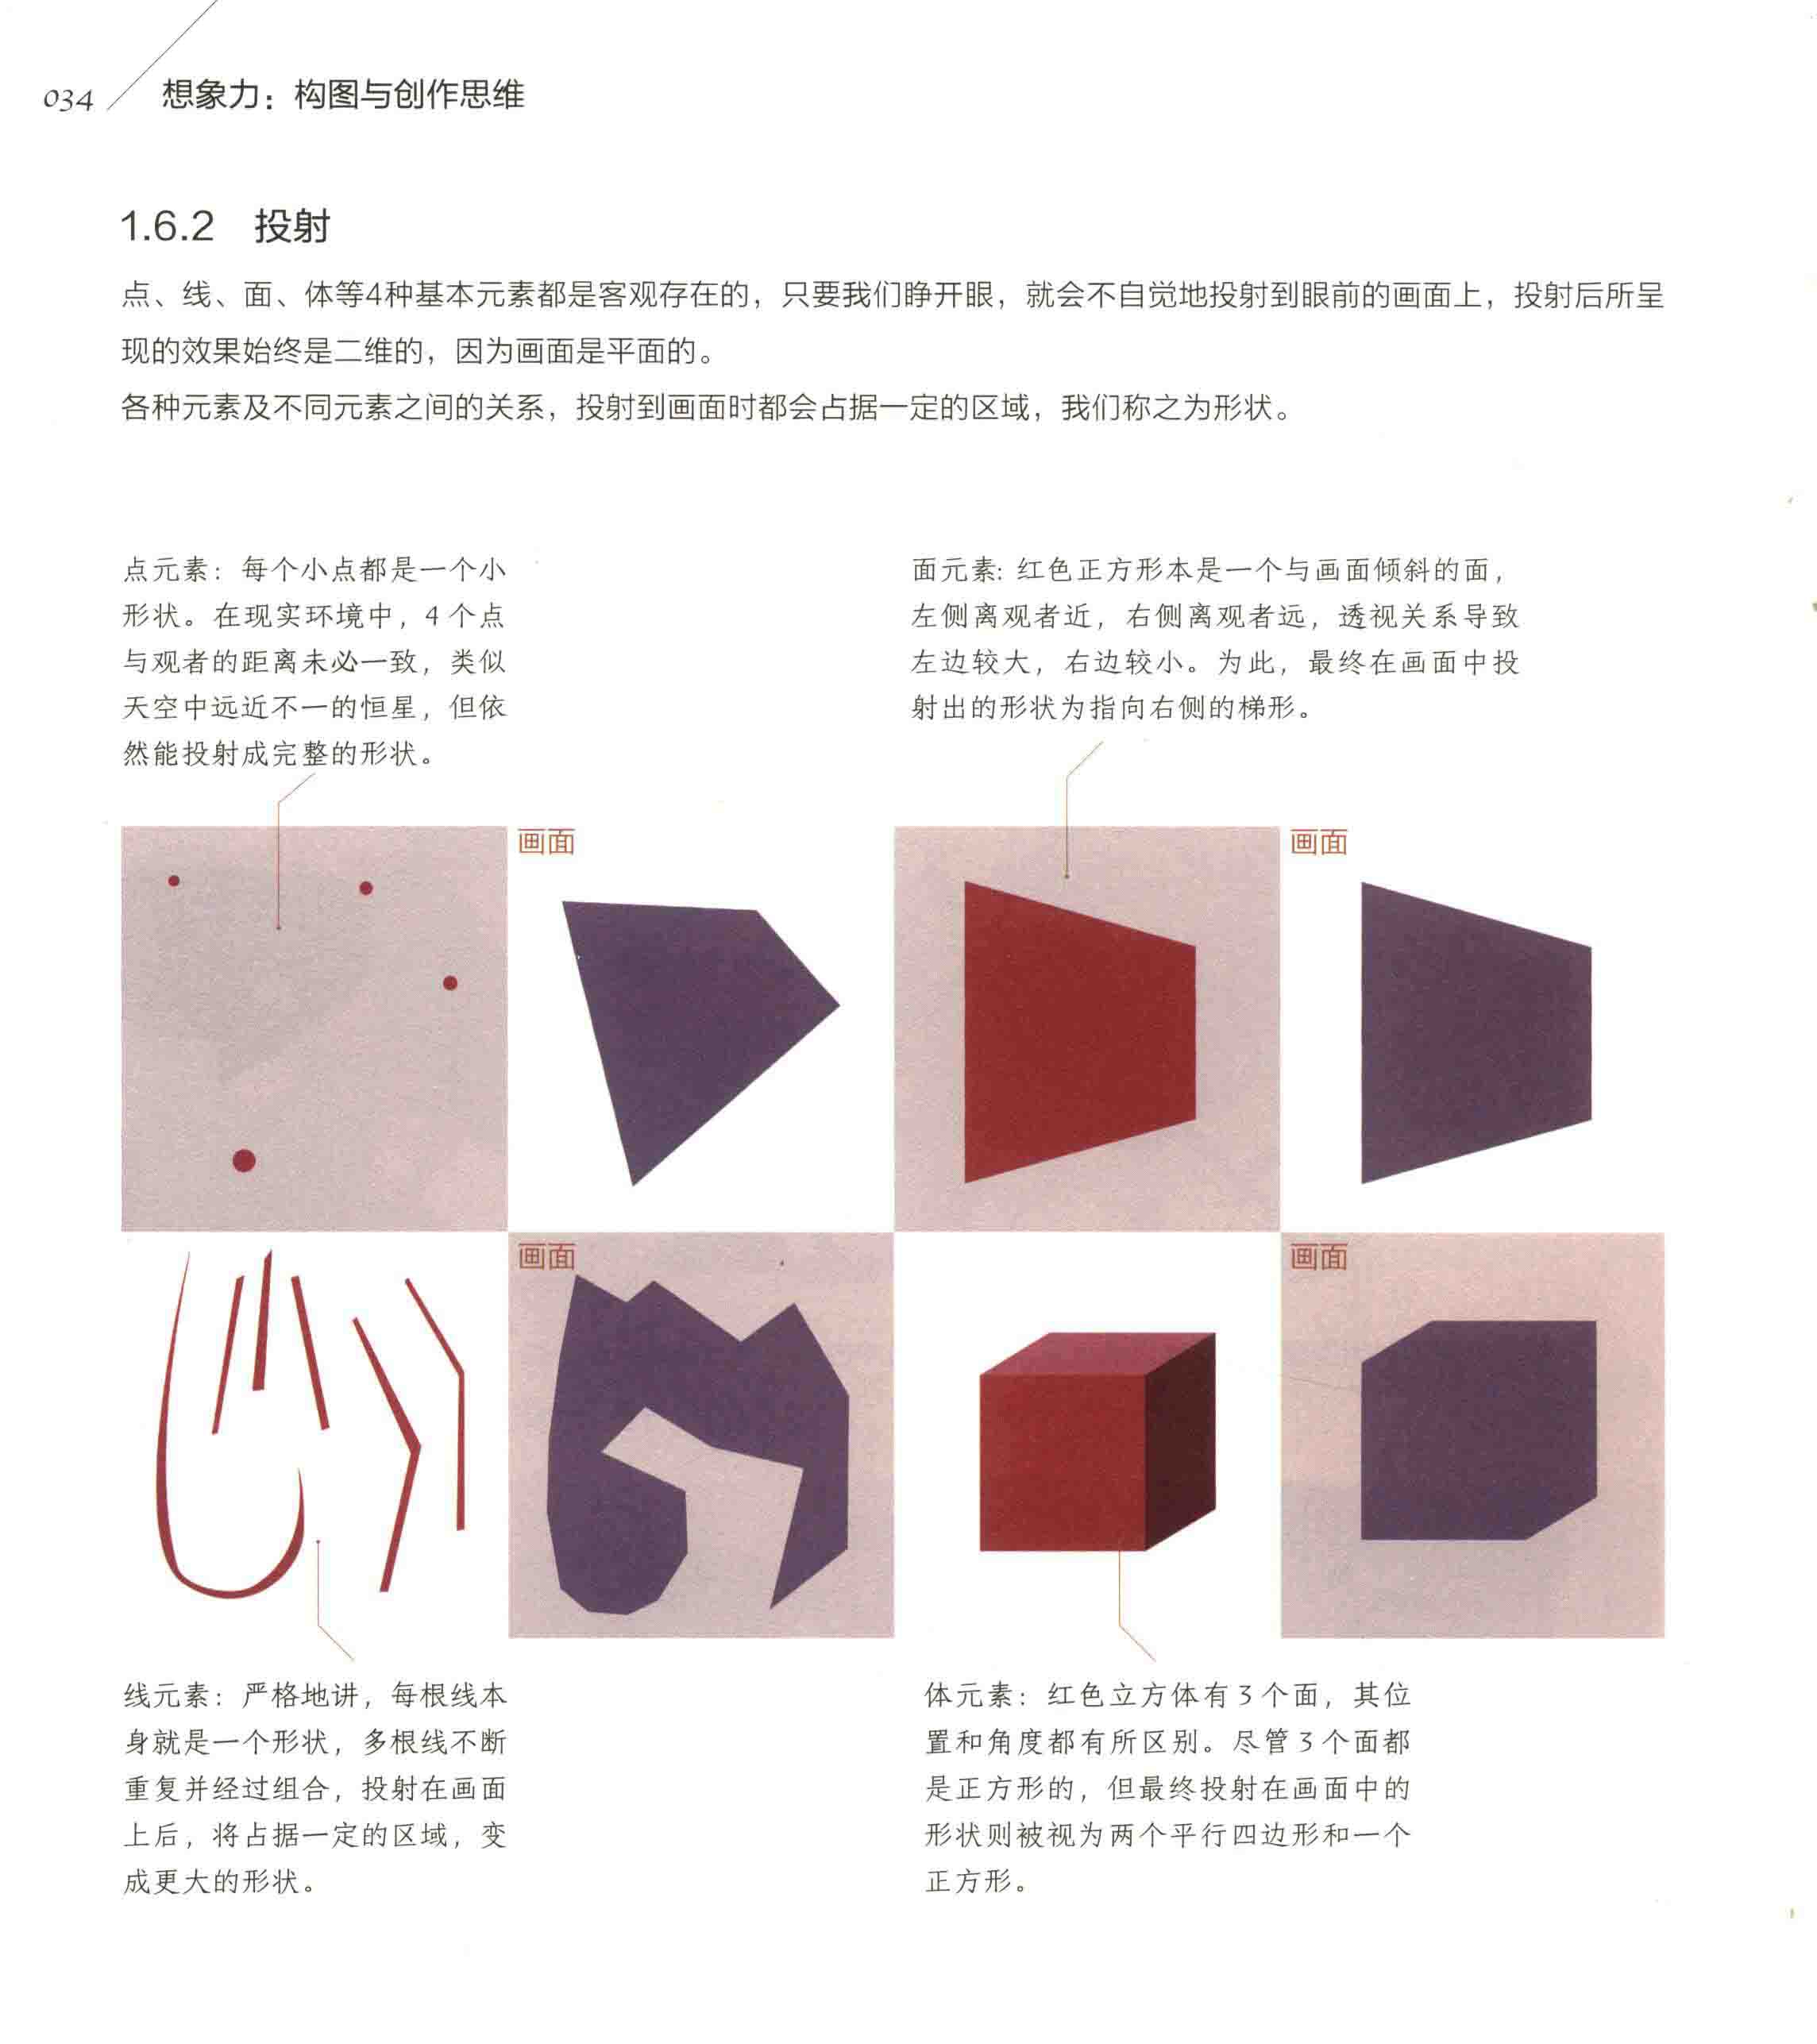 034
想象力：构图与创作思维
1.6.2 投射
点、线、面、体等4种基本元素都是客观存在的，只要我们睁开眼，就会不自觉地投射到眼前的画面上，投射后所呈
现的效果始终是二维的，因为画面是平面的。
各种元素及不同元素之间的关系，投射到画面时都会占据一定的区域，我们称之为形状。
点元素：每个小点都是一个小
形状。在现实环境中，4个点
与观者的距离未必一致，类似
天空中远近不一的恒星，但依
然能投射成完整的形状。
面元素：红色正方形本是一个与画面倾斜的面，
左侧离观者近，右侧离观者远，透视关系导致
左边较大，右边较小。为此，最终在画面中投
射出的形状为指向右侧的梯形。
画面
画面
画面
画面
线元素：严格地讲，每根线本
身就是一个形状，多根线不断
重复并经过组合，投射在画面
上后，将占据一定的区域，变
成更大的形状。
体元素：红色立方体有3个面，其位
置和角度都有所区别。尽管3个面都
是正方形的，但最终投射在画面中的
形状则被视为两个平行四边形和一个
正方形。